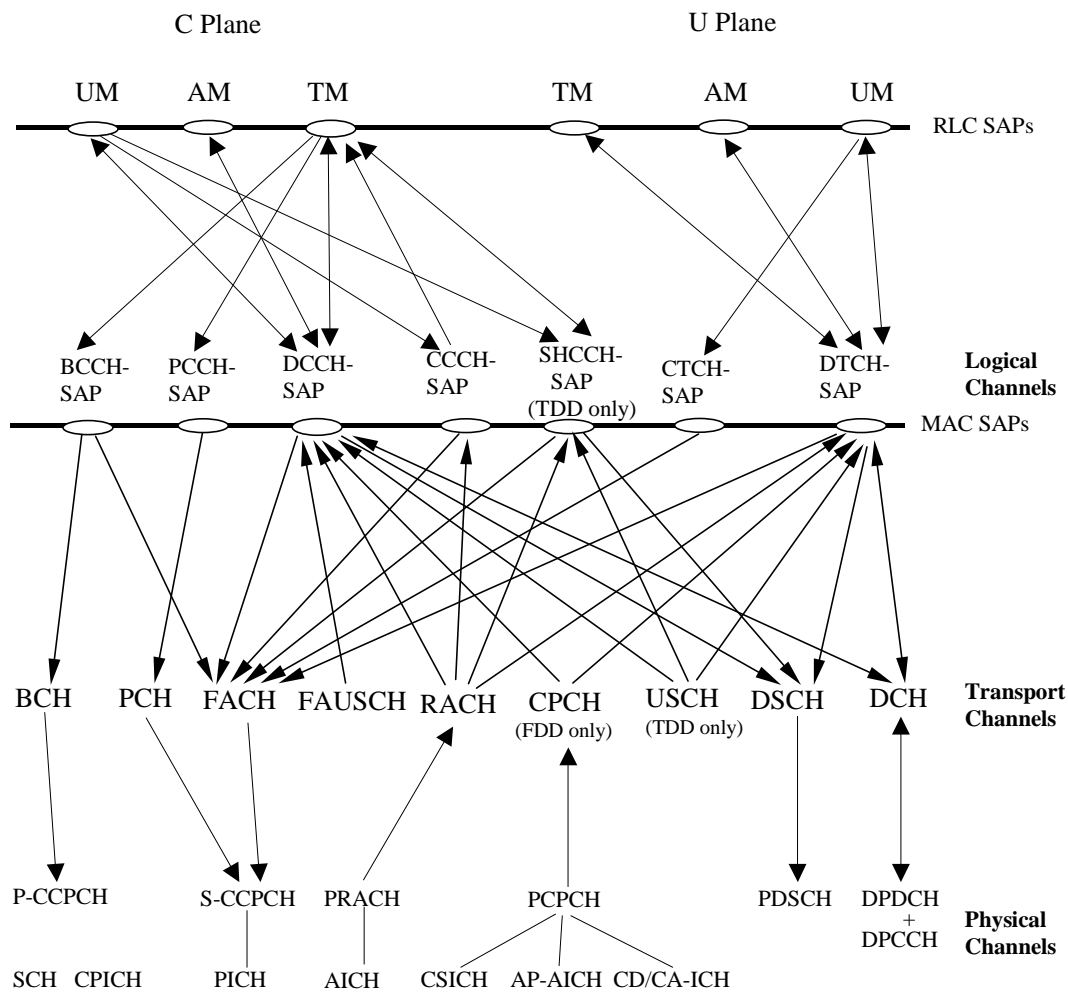 C Plane
U Plane
UM
AM
TM
TM
AM
UM
RLC SAPs
BCCH-
SAP
PCCH-
SAP
DCCH-
SAP
CCCH-
SAP
SHCCH-
SAP
(TDD only)
CTCH-
SAP
DTCH-
SAP
Logical
Channels
MAC SAPs
BCH
PCH
FACH
FAUSCH
RACH
CPCH
(FDD only)
USCH
(TDD only)
DSCH
DCH
Transport
Channels
P-CCPCH
S-CCPCH
PRACH
PCPCH
PDSCH
DPDCH
+
DPCCH
Physical
Channels
SCH
CPICH
PICH
AICH
CSICH
AP-AICH
CD/CA-ICH